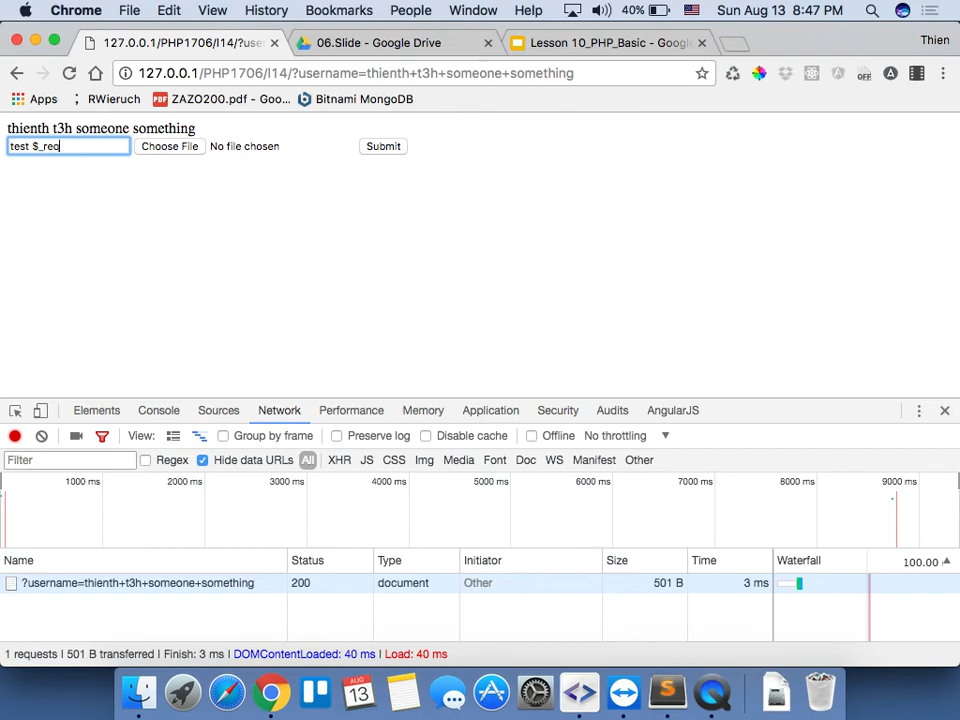 Chrome File Edit View History Bookmarks People Window Help 40% Sun Aug 13 8:47 PM
127.0.0.1/PHP1706/l14/?user 06.Slide - Google Drive Lesson 10_PHP_Basic - Google Thien
127.0.0.1/PHP1706/l14/?username=thienth+t3h+someone+something OFF
Apps RWieruch PDF ZAZO200.pdf - Goo... Bitnami MongoDB
thienth t3h someone something
test $_req Choose File No file chosen Submit
Elements Console Sources Network Performance Memory Application Security Audits AngularJS
View: Group by frame Preserve log Disable cache Offline No throttling
Filter Regex Hide data URLs All XHR JS CSS Img Media Font Doc WS Manifest Other
1000 ms 2000 ms 3000 ms 4000 ms 5000 ms 6000 ms 7000 ms 8000 ms 9000 ms
Name Status Type Initiator Size Time Waterfall 100.00
?username=thienth+t3h+someone+something 200 document Other 501 B 3 ms
1 requests | 501 B transferred | Finish: 3 ms | DOMContentLoaded: 40 ms | Load: 40 ms
AUG
13